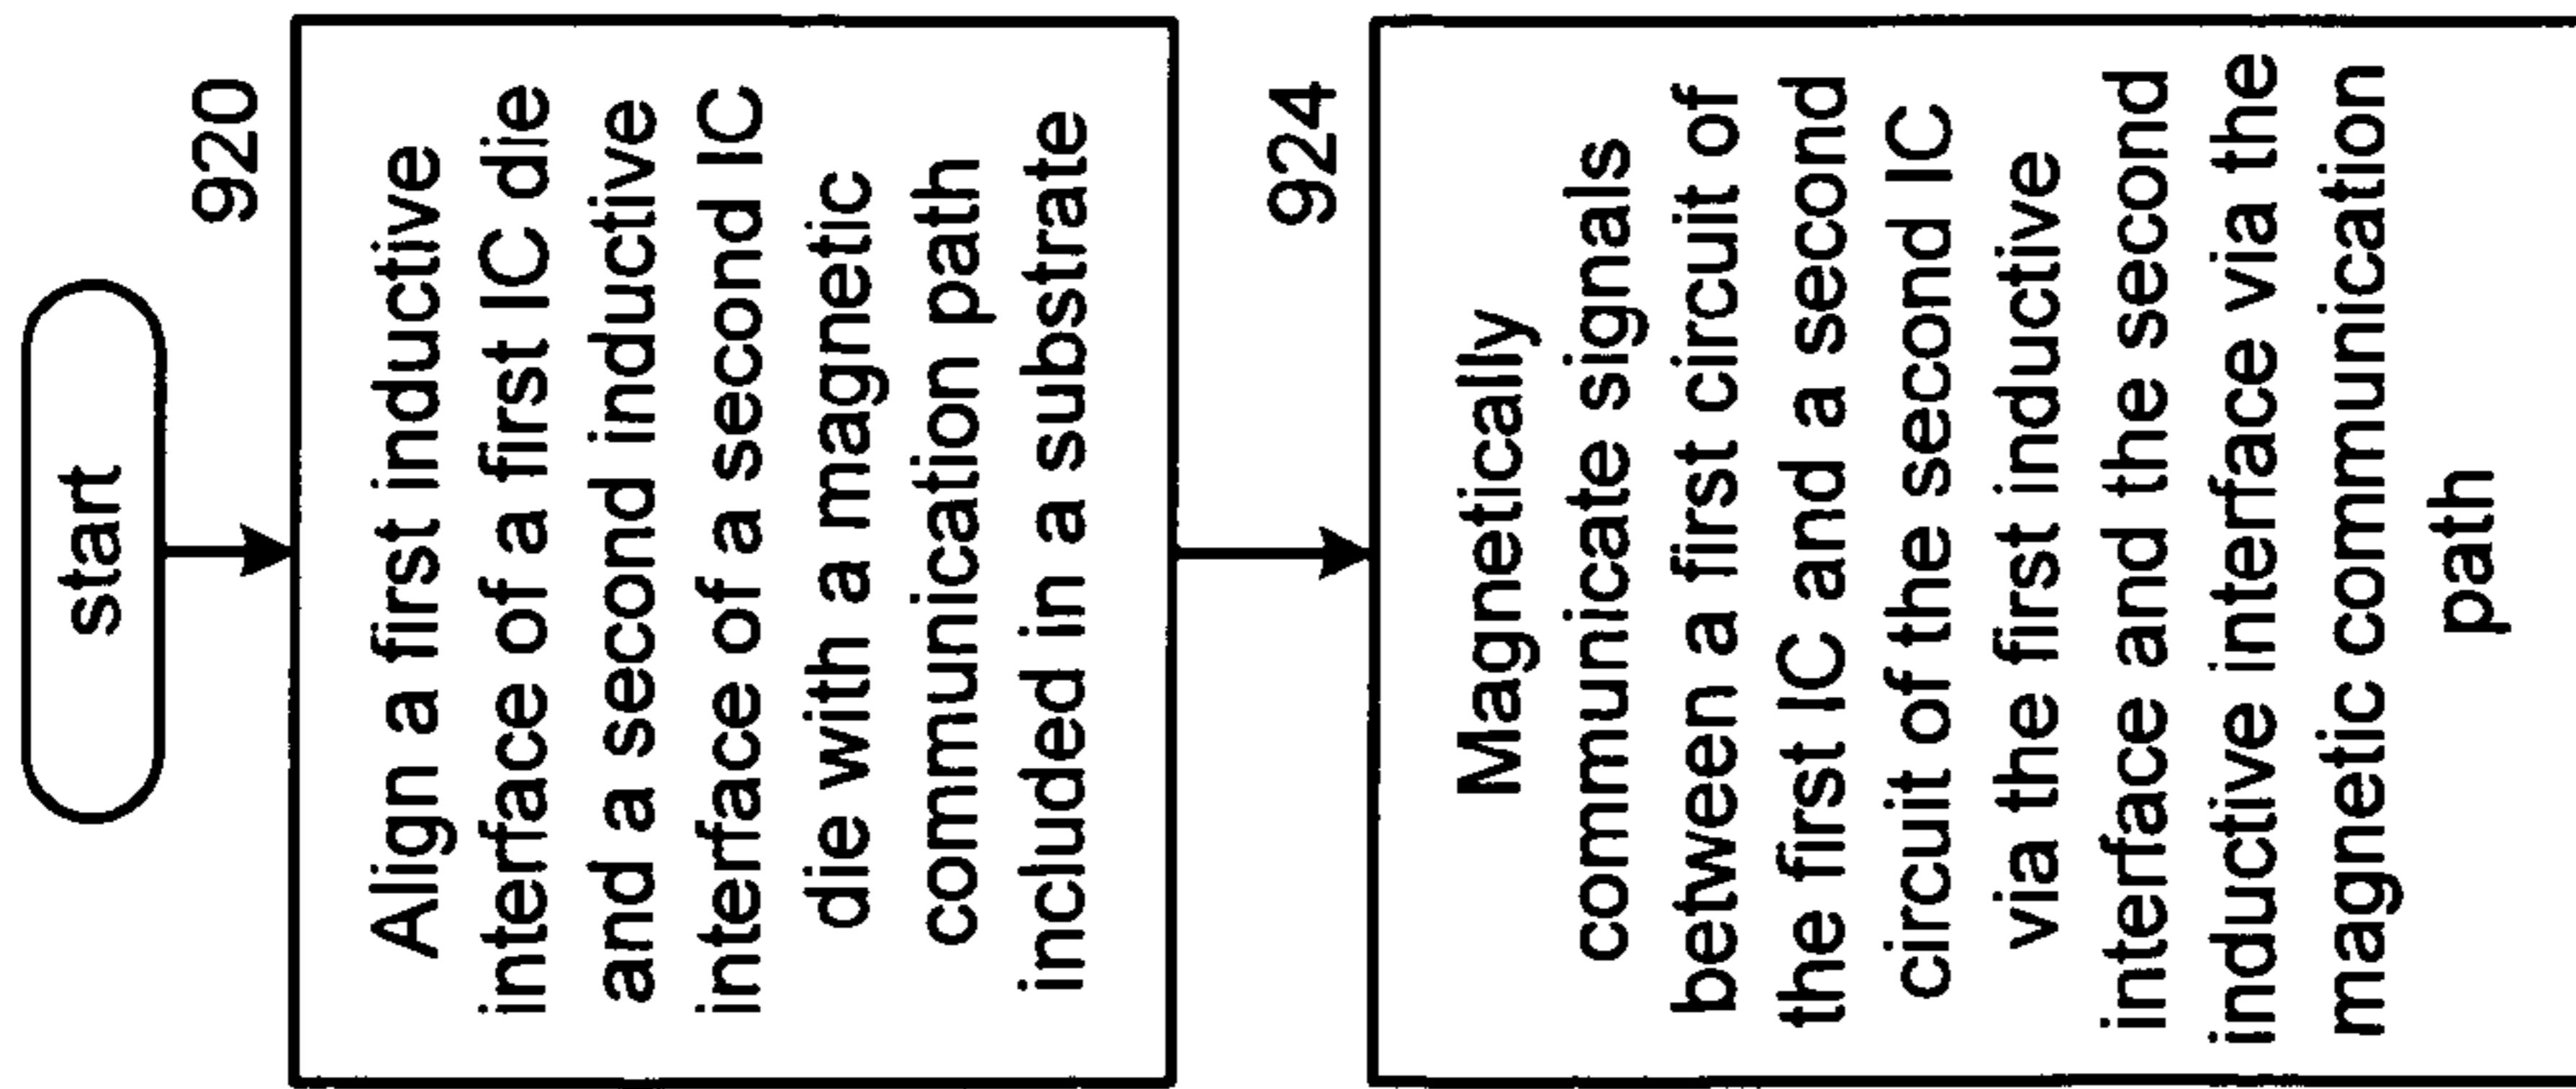 start
920
Align a first inductive
interface of a first IC die
and a second inductive
interface of a second IC
die with a magnetic
communication path
included in a substrate
924
Magnetically
communicate signals
between a first circuit of
the first IC and a second
circuit of the second IC
via the first inductive
interface and the second
inductive interface via the
magnetic communication
path